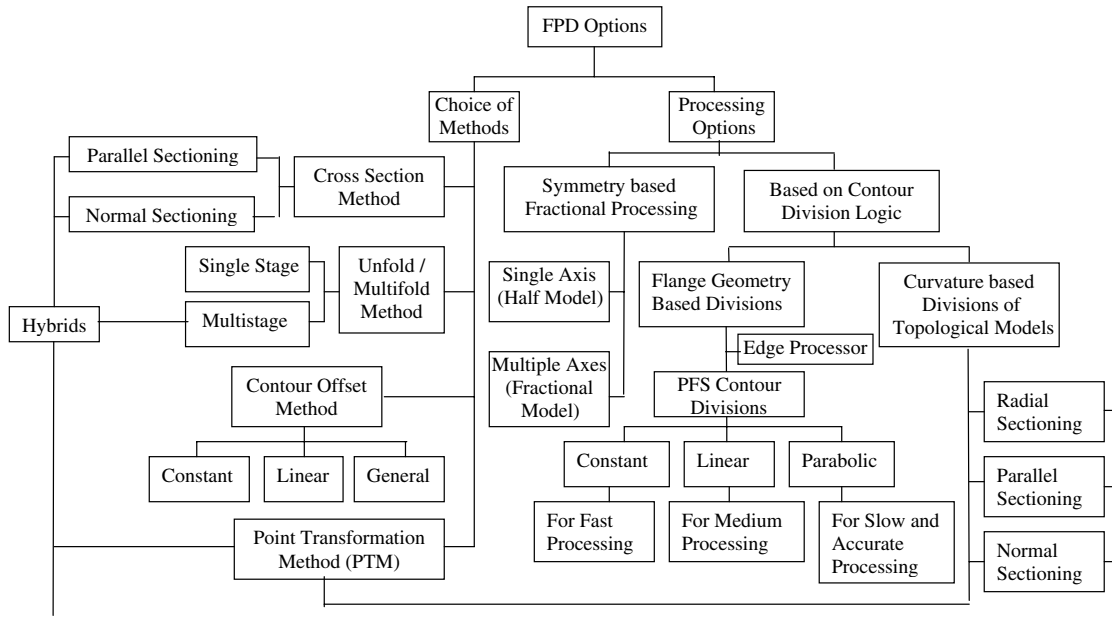 FPD Options
Choice of
Methods
Processing
Options
Parallel Sectioning
Normal Sectioning
Cross Section
Method
Symmetry based
Fractional Processing
Based on Contour
Division Logic
Single Stage
Multistage
Unfold /
Multifold
Method
Hybrids
Single Axis
(Half Model)
Flange Geometry
Based Divisions
Curvature based
Divisions of
Topological Models
Edge Processor
Contour Offset
Method
Multiple Axes
(Fractional
Model)
PFS Contour
Divisions
Radial
Sectioning
Constant
Linear
General
Constant
Linear
Parabolic
Parallel
Sectioning
Point Transformation
Method (PTM)
For Fast
Processing
For Medium
Processing
For Slow and
Accurate
Processing
Normal
Sectioning